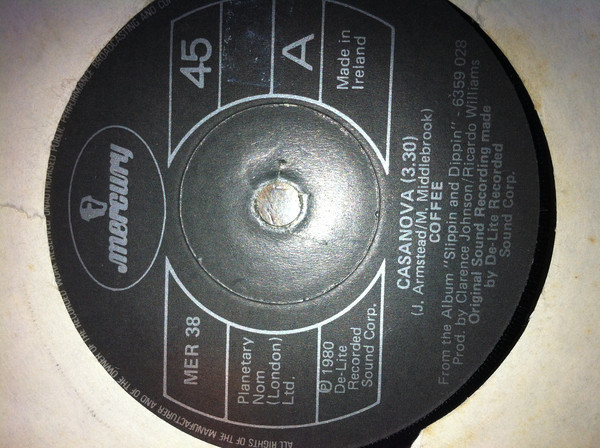 mercury
45
A
Made in
Ireland
MER 38
Planetary
Nom
(London)
Ltd.
℗ 1980
De-Lite
Recorded
Sound Corp.
CASANOVA (3.30)
(J. Armstead/M. Middlebrook)
COFFEE
From the Album "Slippin and Dippin" - 6359 028
Prod. by Clarence Johnson/Ricardo Williams
Original Sound Recording made
by De-Lite Recorded
Sound Corp.
ALL RIGHTS OF THE MANUFACTURER AND OF THE OWNER OF THE RECORDED